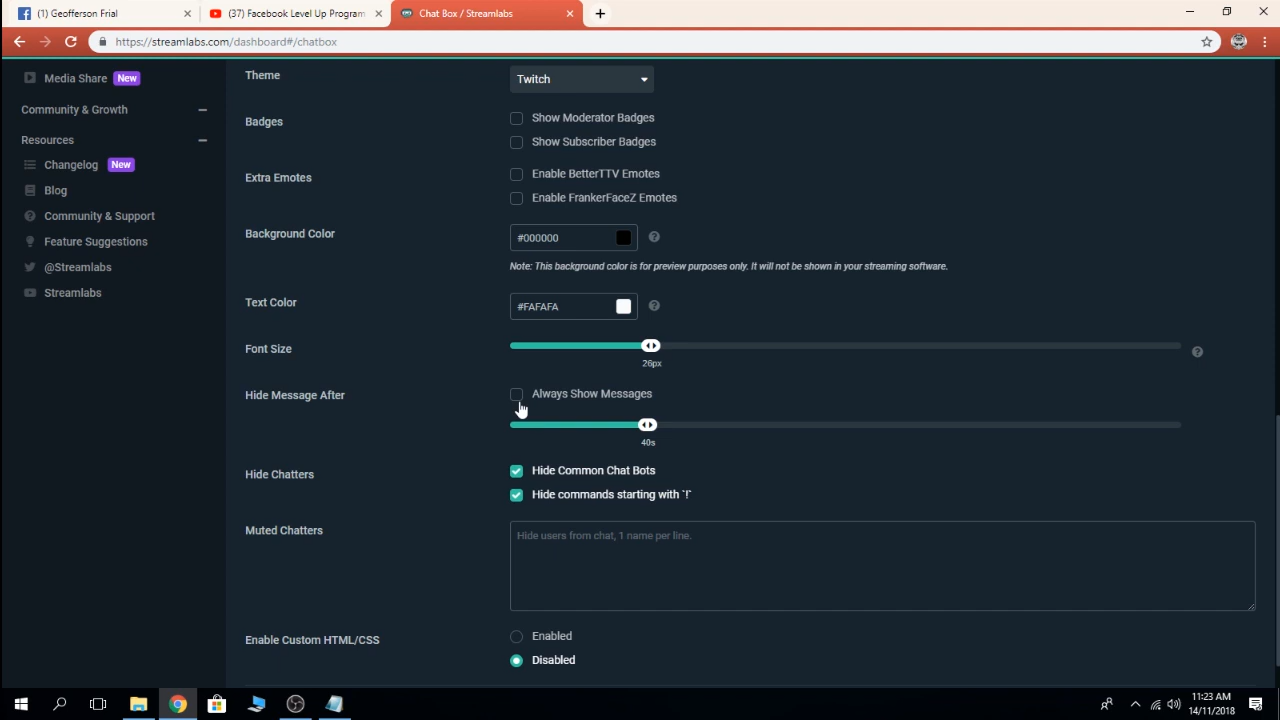 (1) Geofferson Frial
(37) Facebook Level Up Program
Chat Box / Streamlabs
https://streamlabs.com/dashboard#/chatbox
Media Share New
Community & Growth
Resources
Changelog New
Blog
Community & Support
Feature Suggestions
@Streamlabs
Streamlabs
Theme
Twitch
Badges
Show Moderator Badges
Show Subscriber Badges
Extra Emotes
Enable BetterTTV Emotes
Enable FrankerFaceZ Emotes
Background Color
#000000
Note: This background color is for preview purposes only. It will not be shown in your streaming software.
Text Color
#FAFAFA
Font Size
26px
Hide Message After
Always Show Messages
40s
Hide Chatters
Hide Common Chat Bots
Hide commands starting with `!`
Muted Chatters
Hide users from chat, 1 name per line.
Enable Custom HTML/CSS
Enabled
Disabled
11:23 AM
14/11/2018